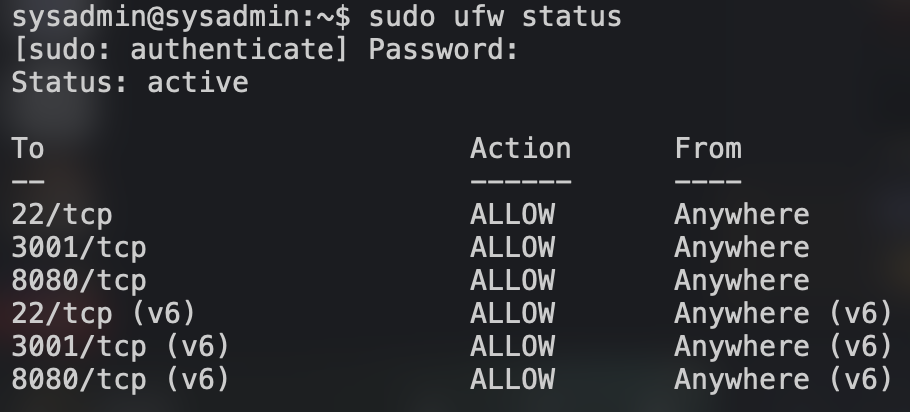 sysadmin@sysadmin:~$ sudo ufw status
[sudo: authenticate] Password:
Status: active

To                         Action      From
--                         ------      ----
22/tcp                     ALLOW       Anywhere
3001/tcp                   ALLOW       Anywhere
8080/tcp                   ALLOW       Anywhere
22/tcp (v6)                ALLOW       Anywhere (v6)
3001/tcp (v6)              ALLOW       Anywhere (v6)
8080/tcp (v6)              ALLOW       Anywhere (v6)